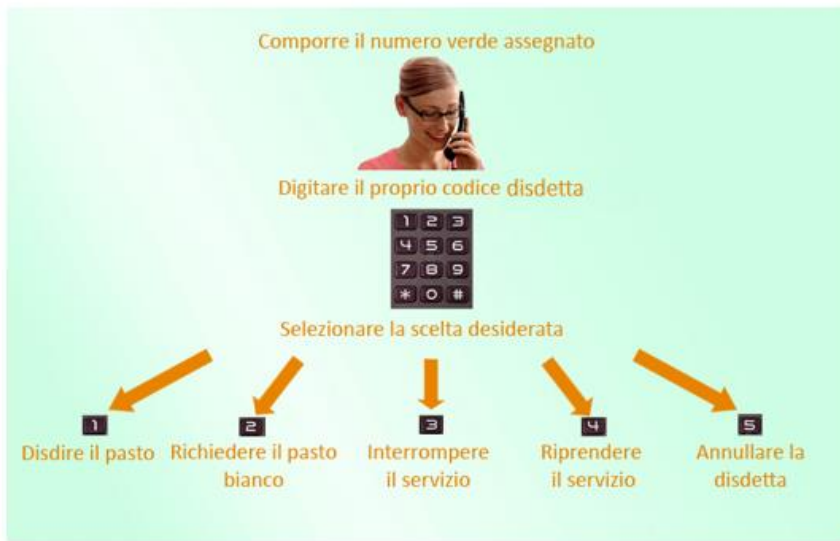 Comporre il numero verde assegnato
Digitare il proprio codice disdetta
1 2 3
4 5 6
7 8 9
* 0 #
Selezionare la scelta desiderata
1
Disdire il pasto
2
Richiedere il pasto
bianco
3
Interrompere
il servizio
4
Riprendere
il servizio
5
Annullare la
disdetta